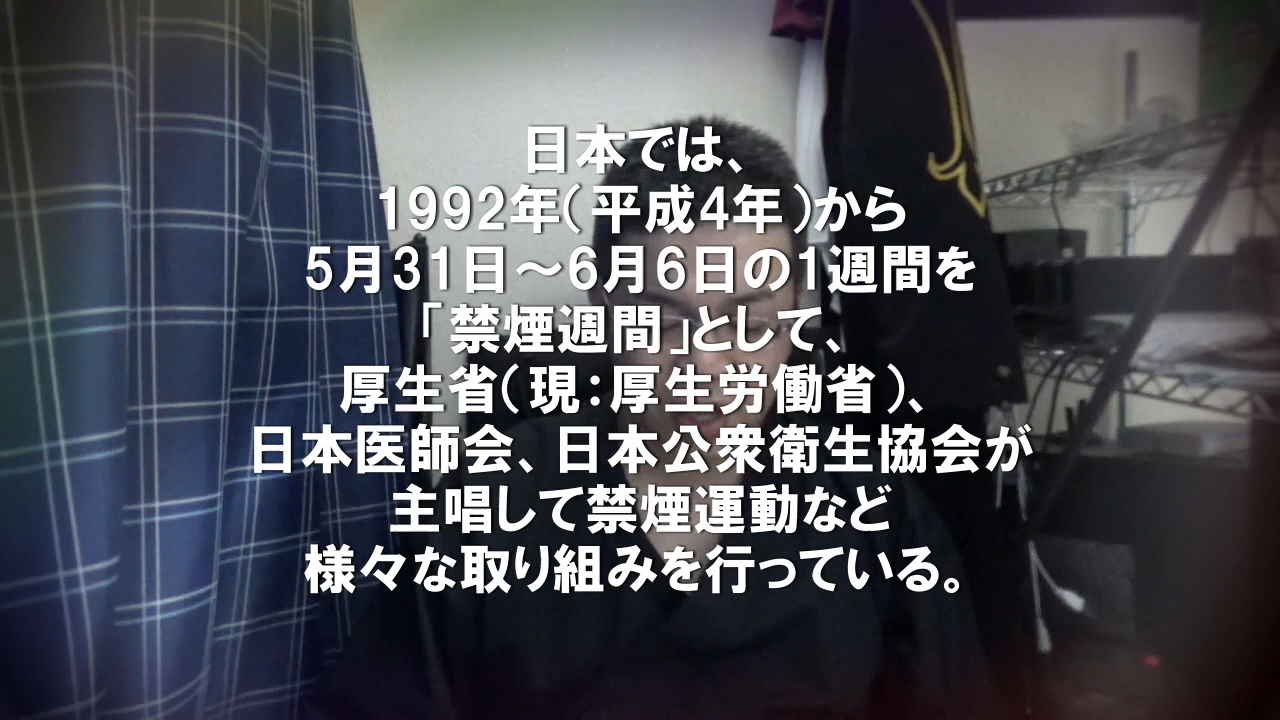 日本では、
1992年(平成4年)から
5月31日～6月6日の1週間を
「禁煙週間」として、
厚生省(現:厚生労働省)、
日本医師会、日本公衆衛生協会が
主唱して禁煙運動など
様々な取り組みを行っている。